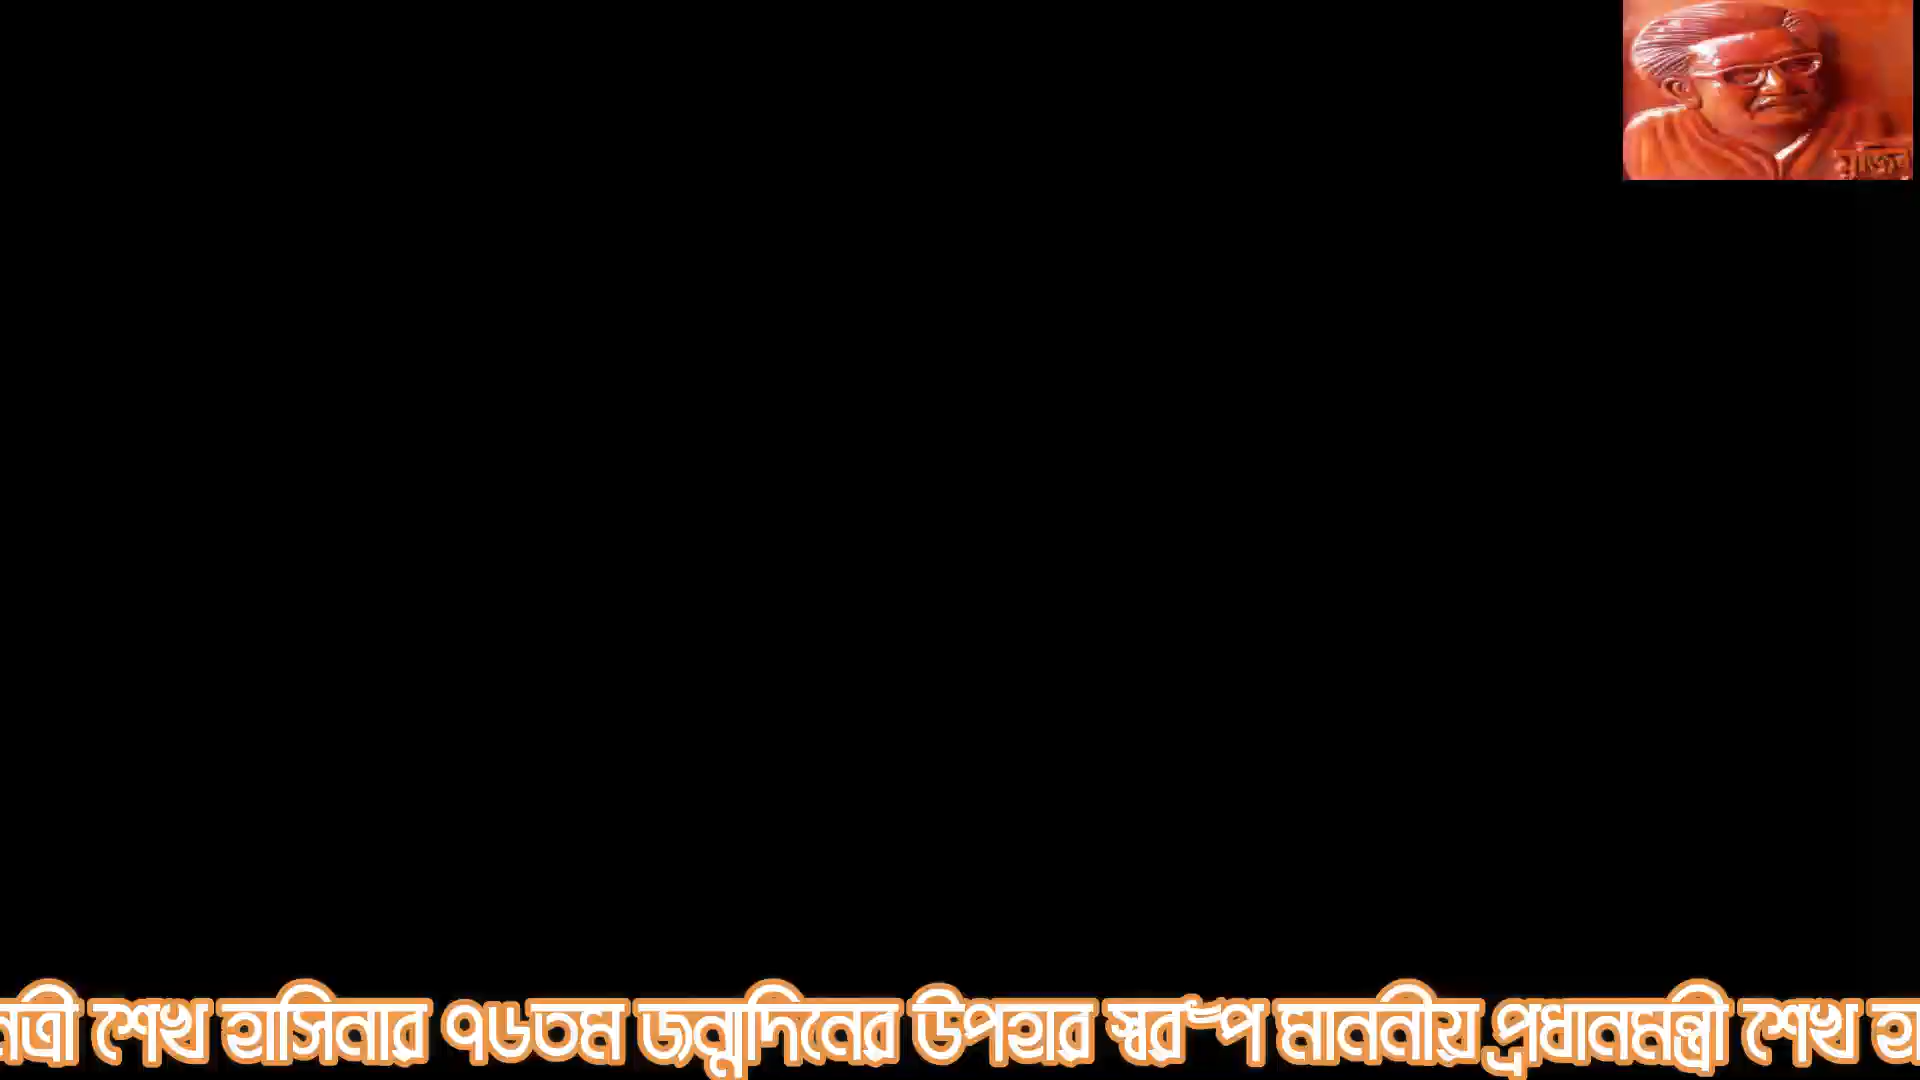 মুজিব
নেত্রী শেখ হাসিনার ৭৬তম জন্মদিনের উপহার স্বরুপ মাননীয় প্রধানমন্ত্রী শেখ হা